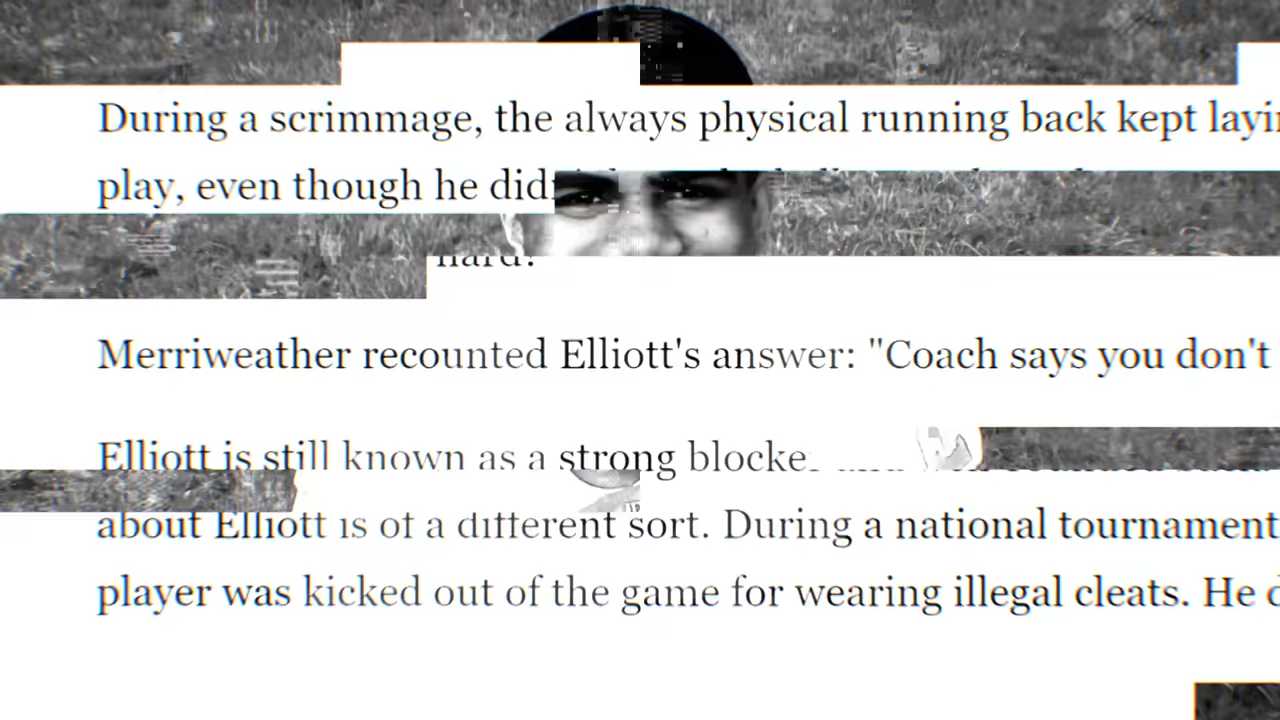 During a scrimmage, the always physical running back kept layi
play, even though he did
hard?
Merriweather recounted Elliott's answer: "Coach says you don't
Elliott is still known as a strong blocke
about Elliott is of a different sort. During a national tournament
player was kicked out of the game for wearing illegal cleats. He